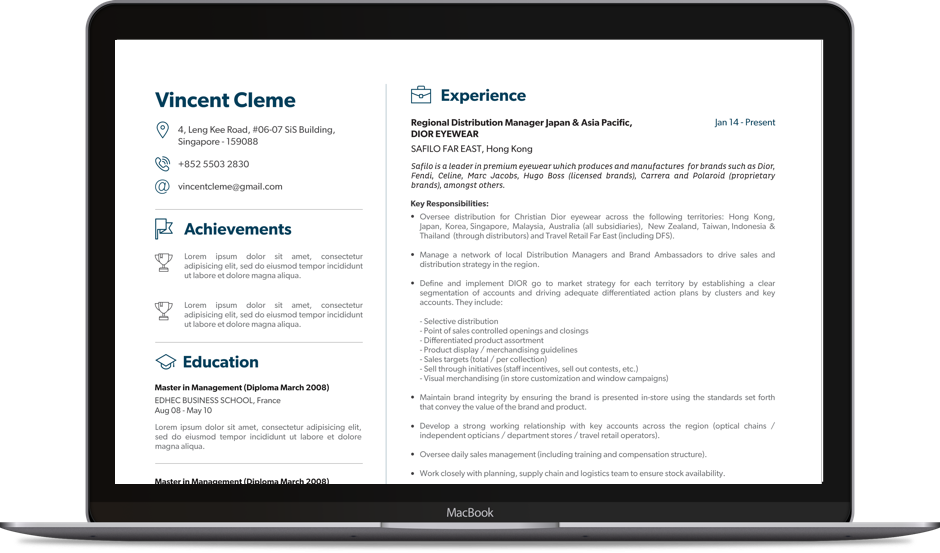 Vincent Cleme
4, Leng Kee Road, #06-07 SiS Building,
Singapore - 159088
+852 5503 2830
vincentcleme@gmail.com
Achievements
Lorem ipsum dolor sit amet, consectetur
adipisicing elit, sed do eiusmod tempor incididunt
ut labore et dolore magna aliqua.
Lorem ipsum dolor sit amet, consectetur
adipisicing elit, sed do eiusmod tempor incididunt
ut labore et dolore magna aliqua.
Education
Master in Management (Diploma March 2008)
EDHEC BUSINESS SCHOOL, France
Aug 08 - May 10
Lorem ipsum dolor sit amet, consectetur adipisicing elit,
sed do eiusmod tempor incididunt ut labore et dolore
magna aliqua.
Master in Management (Diploma March 2008)
Experience
Regional Distribution Manager Japan & Asia Pacific,
DIOR EYEWEAR
Jan 14 - Present
SAFILO FAR EAST, Hong Kong
Safilo is a leader in premium eyewear which produces and manufactures for brands such as Dior,
Fendi, Celine, Marc Jacobs, Hugo Boss (licensed brands), Carrera and Polaroid (proprietary
brands), amongst others.
Key Responsibilities:
• Oversee distribution for Christian Dior eyewear across the following territories: Hong Kong,
Japan, Korea, Singapore, Malaysia, Australia (all subsidiaries), New Zealand, Taiwan, Indonesia &
Thailand (through distributors) and Travel Retail Far East (including DFS).
• Manage a network of local Distribution Managers and Brand Ambassadors to drive sales and
distribution strategy in the region.
• Define and implement DIOR go to market strategy for each territory by establishing a clear
segmentation of accounts and driving adequate differentiated action plans by clusters and key
accounts. They include:
- Selective distribution
- Point of sales controlled openings and closings
- Differentiated product assortment
- Product display / merchandising guidelines
- Sales targets (total / per collection)
- Sell through initiatives (staff incentives, sell out contests, etc.)
- Visual merchandising (in store customization and window campaigns)
• Maintain brand integrity by ensuring the brand is presented in-store using the standards set forth
that convey the value of the brand and product.
• Develop a strong working relationship with key accounts across the region (optical chains /
independent opticians / department stores / travel retail operators).
• Oversee daily sales management (including training and compensation structure).
• Work closely with planning, supply chain and logistics team to ensure stock availability.
MacBook